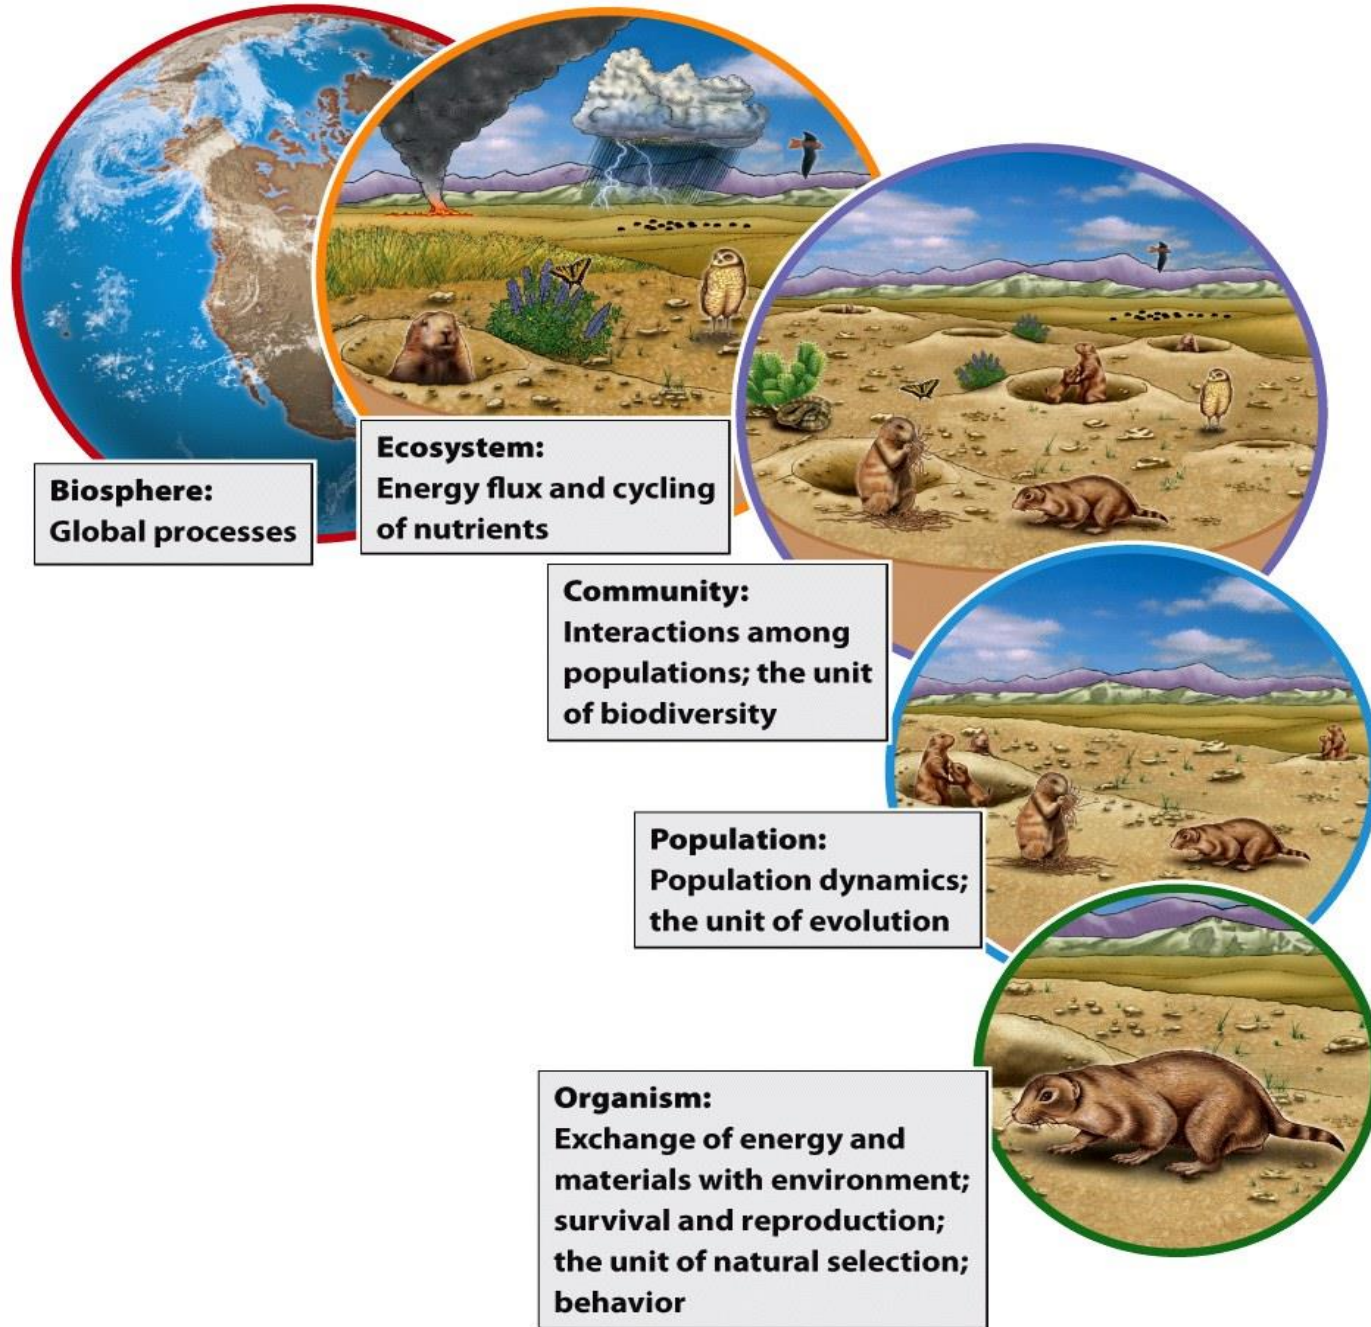 Biosphere:
Global processes
Ecosystem:
Energy flux and cycling
of nutrients
Community:
Interactions among
populations; the unit
of biodiversity
Population:
Population dynamics;
the unit of evolution
Organism:
Exchange of energy and
materials with environment;
survival and reproduction;
the unit of natural selection;
behavior